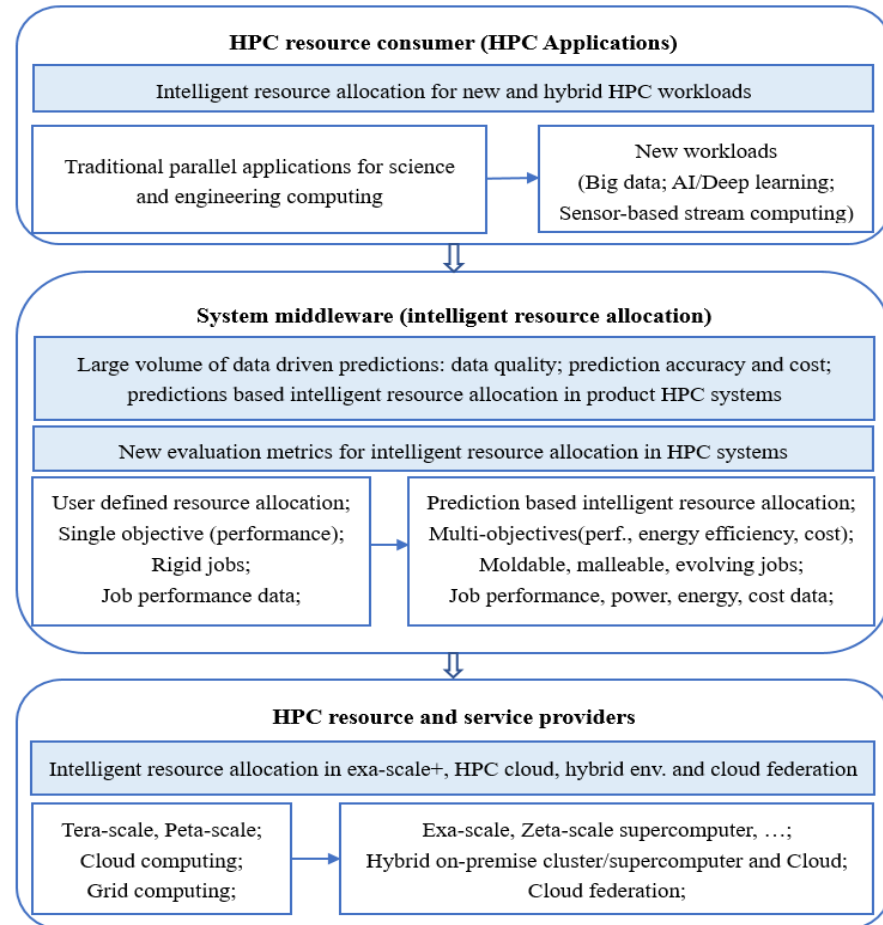 HPC resource consumer (HPC Applications)
Intelligent resource allocation for new and hybrid HPC workloads
Traditional parallel applications for science
and engineering computing
New workloads
(Big data; AI/Deep learning;
Sensor-based stream computing)
System middleware (intelligent resource allocation)
Large volume of data driven predictions: data quality; prediction accuracy and cost;
predictions based intelligent resource allocation in product HPC systems
New evaluation metrics for intelligent resource allocation in HPC systems
User defined resource allocation;
Single objective (performance);
Rigid jobs;
Job performance data;
Prediction based intelligent resource allocation;
Multi-objectives(perf., energy efficiency, cost);
Moldable, malleable, evolving jobs;
Job performance, power, energy, cost data;
HPC resource and service providers
Intelligent resource allocation in exa-scale+, HPC cloud, hybrid env. and cloud federation
Tera-scale, Peta-scale;
Cloud computing;
Grid computing;
Exa-scale, Zeta-scale supercomputer, …;
Hybrid on-premise cluster/supercomputer and Cloud;
Cloud federation;